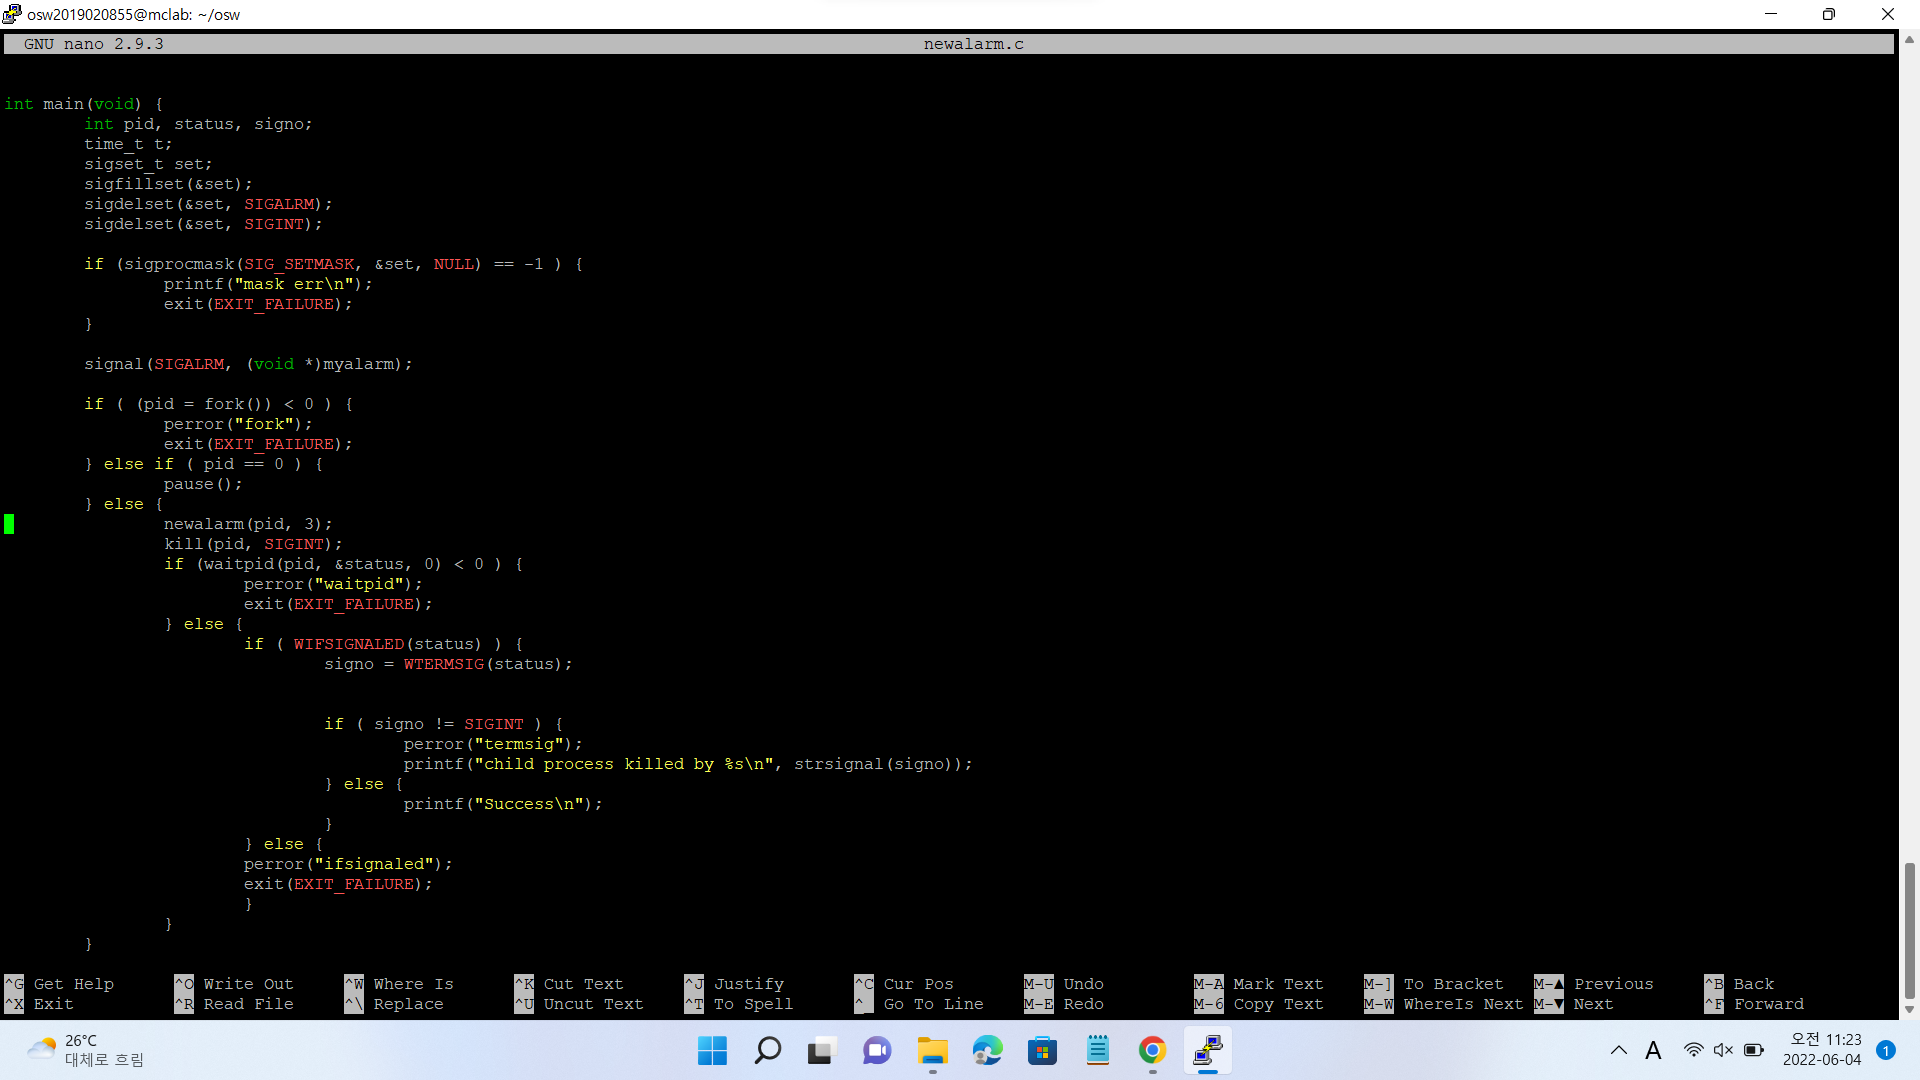 osw2019020855@mclab: ~/osw
GNU nano 2.9.3 newalarm.c
int main(void) {
int pid, status, signo;
time_t t;
sigset_t set;
sigfillset(&set);
sigdelset(&set, SIGALRM);
sigdelset(&set, SIGINT);
if (sigprocmask(SIG_SETMASK, &set, NULL) == -1 ) {
printf("mask err\n");
exit(EXIT_FAILURE);
}
signal(SIGALRM, (void *)myalarm);
if ( (pid = fork()) < 0 ) {
perror("fork");
exit(EXIT_FAILURE);
} else if ( pid == 0 ) {
pause();
} else {
newalarm(pid, 3);
kill(pid, SIGINT);
if (waitpid(pid, &status, 0) < 0 ) {
perror("waitpid");
exit(EXIT_FAILURE);
} else {
if ( WIFSIGNALED(status) ) {
signo = WTERMSIG(status);
if ( signo != SIGINT ) {
perror("termsig");
printf("child process killed by %s\n", strsignal(signo));
} else {
printf("Success\n");
}
} else {
perror("ifsignaled");
exit(EXIT_FAILURE);
}
}
}
^G Get Help ^O Write Out ^W Where Is ^K Cut Text ^J Justify ^C Cur Pos M-U Undo M-A Mark Text M-] To Bracket M-▲ Previous ^B Back
^X Exit ^R Read File ^\ Replace ^U Uncut Text ^T To Spell ^_ Go To Line M-E Redo M-6 Copy Text M-W WhereIs Next M-▼ Next ^F Forward
26°C
대체로 흐림
A
오전 11:23
2022-06-04
1